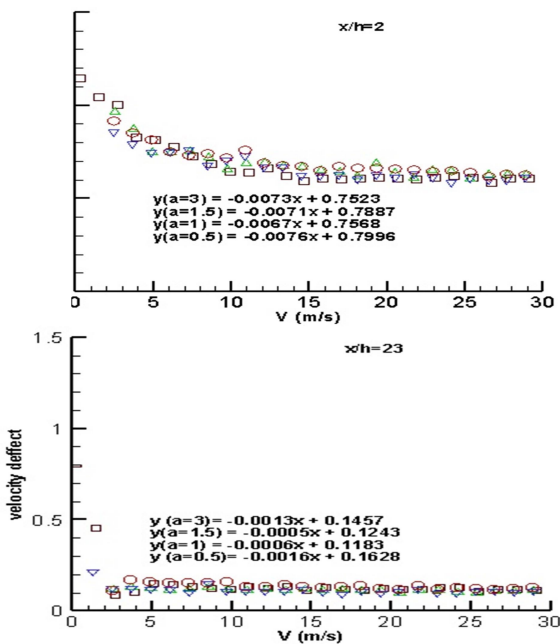 x/h=2
y(a=3) = -0.0073x + 0.7523
y(a=1.5) = -0.0071x + 0.7887
y(a=1) = -0.0067x + 0.7568
y(a=0.5) = -0.0076x + 0.7996
0 5 10 15 20 25 30
V (m/s)
x/h=23
1.5
1
velocity deffect
0.5
y (a=3)= -0.0013x + 0.1457
y (a=1.5) = -0.0005x + 0.1243
y(a=1) = -0.0006x + 0.1183
y (a=0.5)= -0.0016x + 0.1628
0
0 5 10 15 20 25 30
V (m/s)